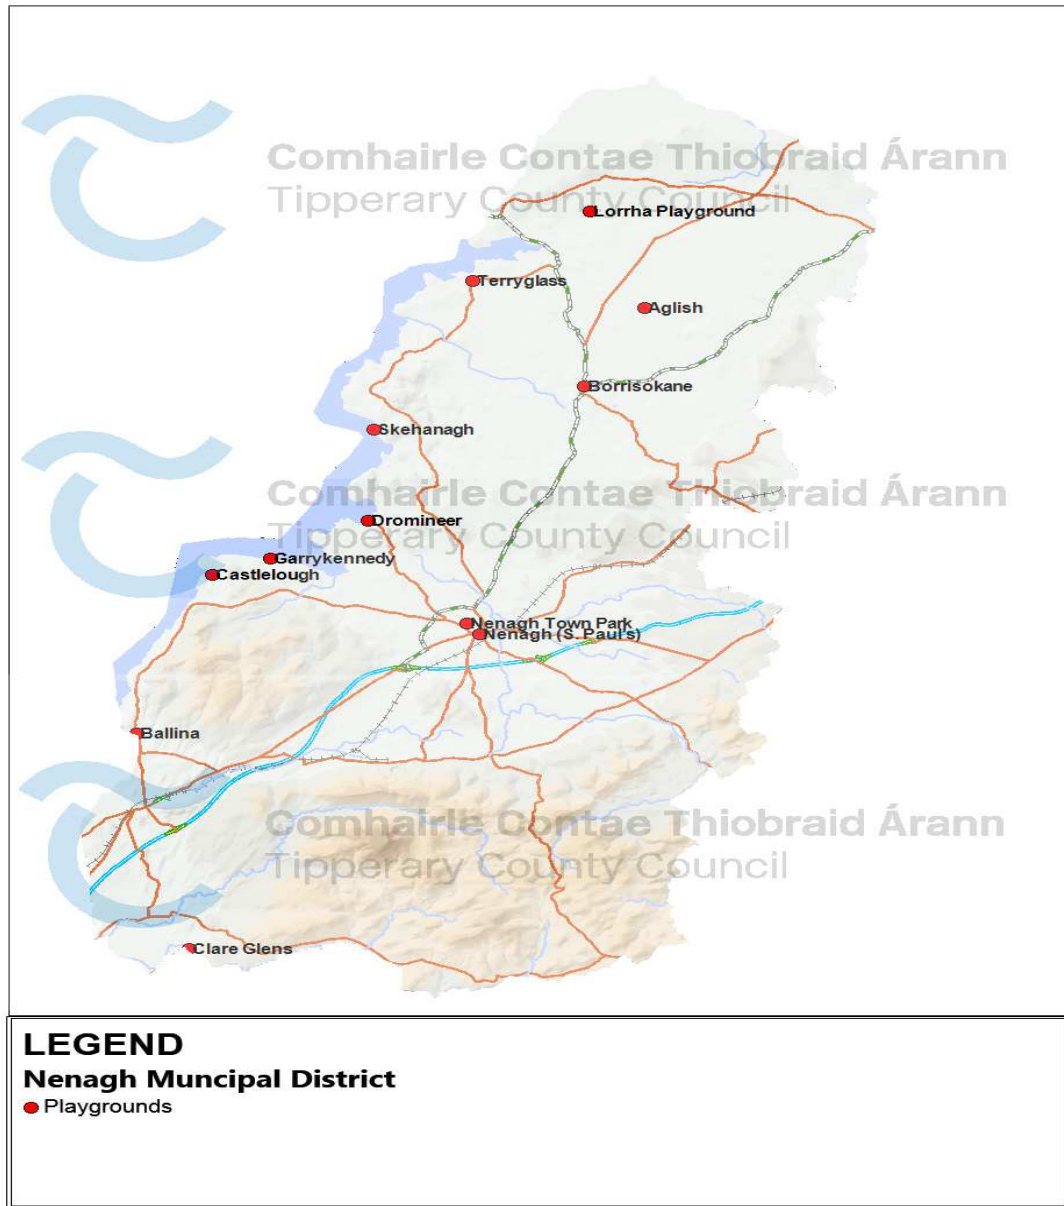 Comhairle Contae Thiobraid Árann
Tipperary County Council
Lorrha Playground
Terryglass
Aglish
Borrisokane
Skehanagh
Comhairle Contae Thiobraid Árann
Dromineer
Tipperary County Council
Garrykennedy
Castlelough
Nenagh Town Park
Nenagh (S. Paul's)
Ballina
Comhairle Contae Thiobraid Árann
Tipperary County Council
Clare Glens
LEGEND
Nenagh Muncipal District
Playgrounds